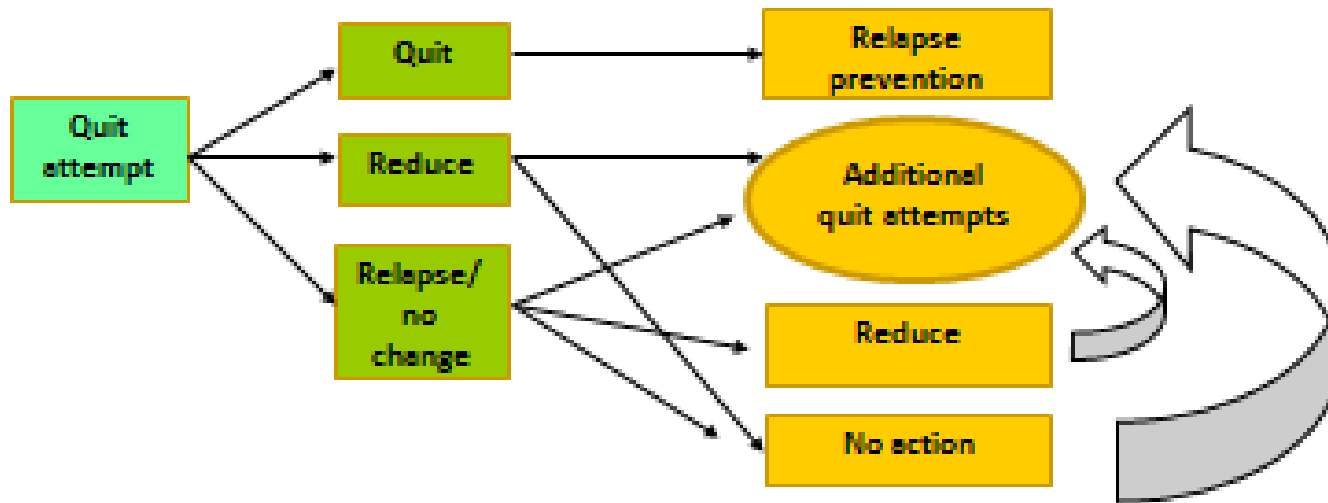 Quit
attempt
Quit
Reduce
Relapse/
no
change
Relapse
prevention
Additional
quit attempts
Reduce
No action